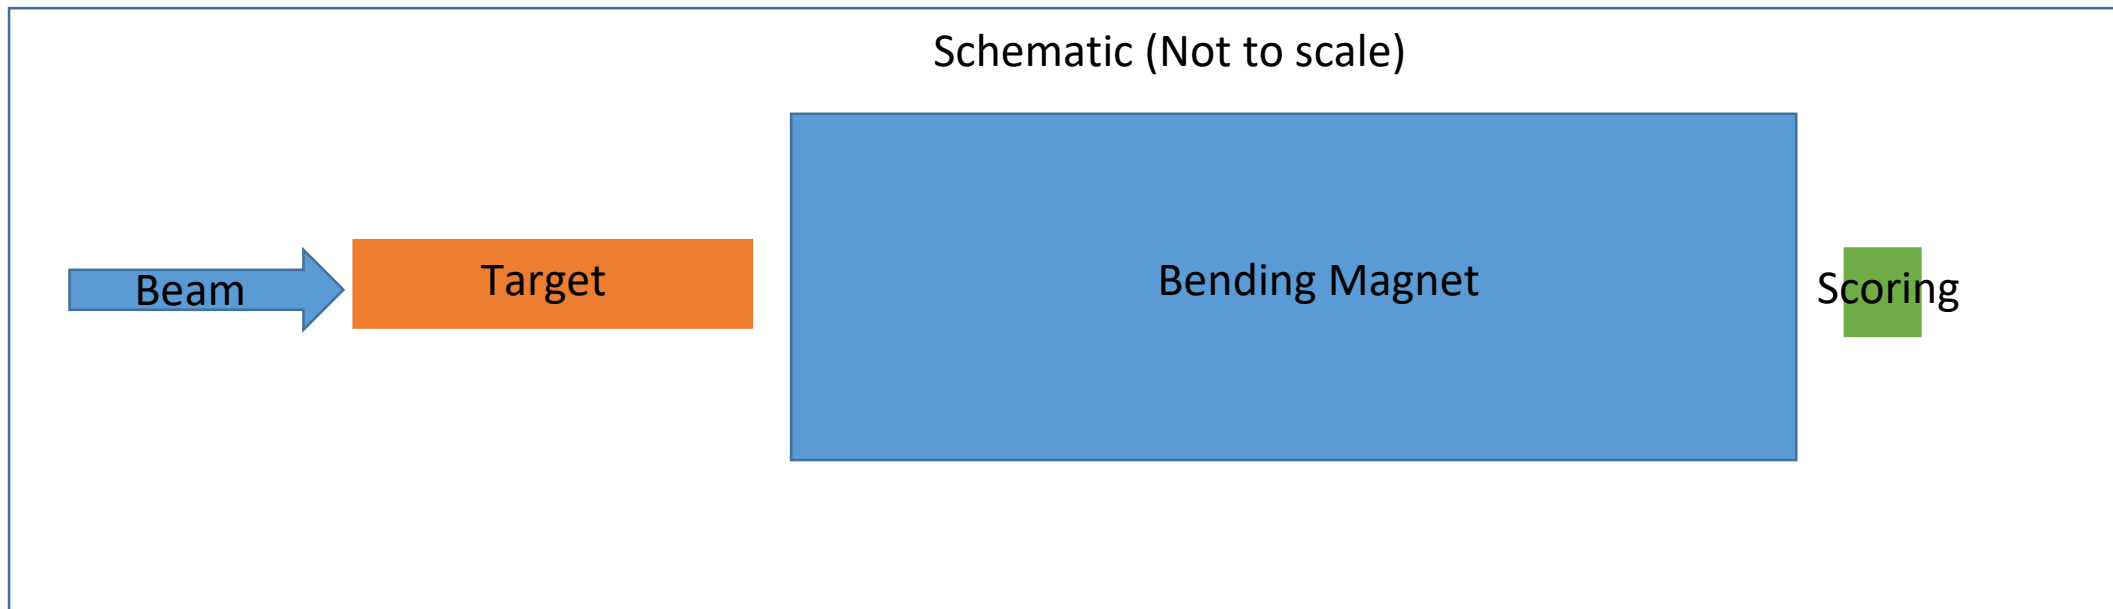 Schematic (Not to scale)
Beam
Target
Bending Magnet
Scoring